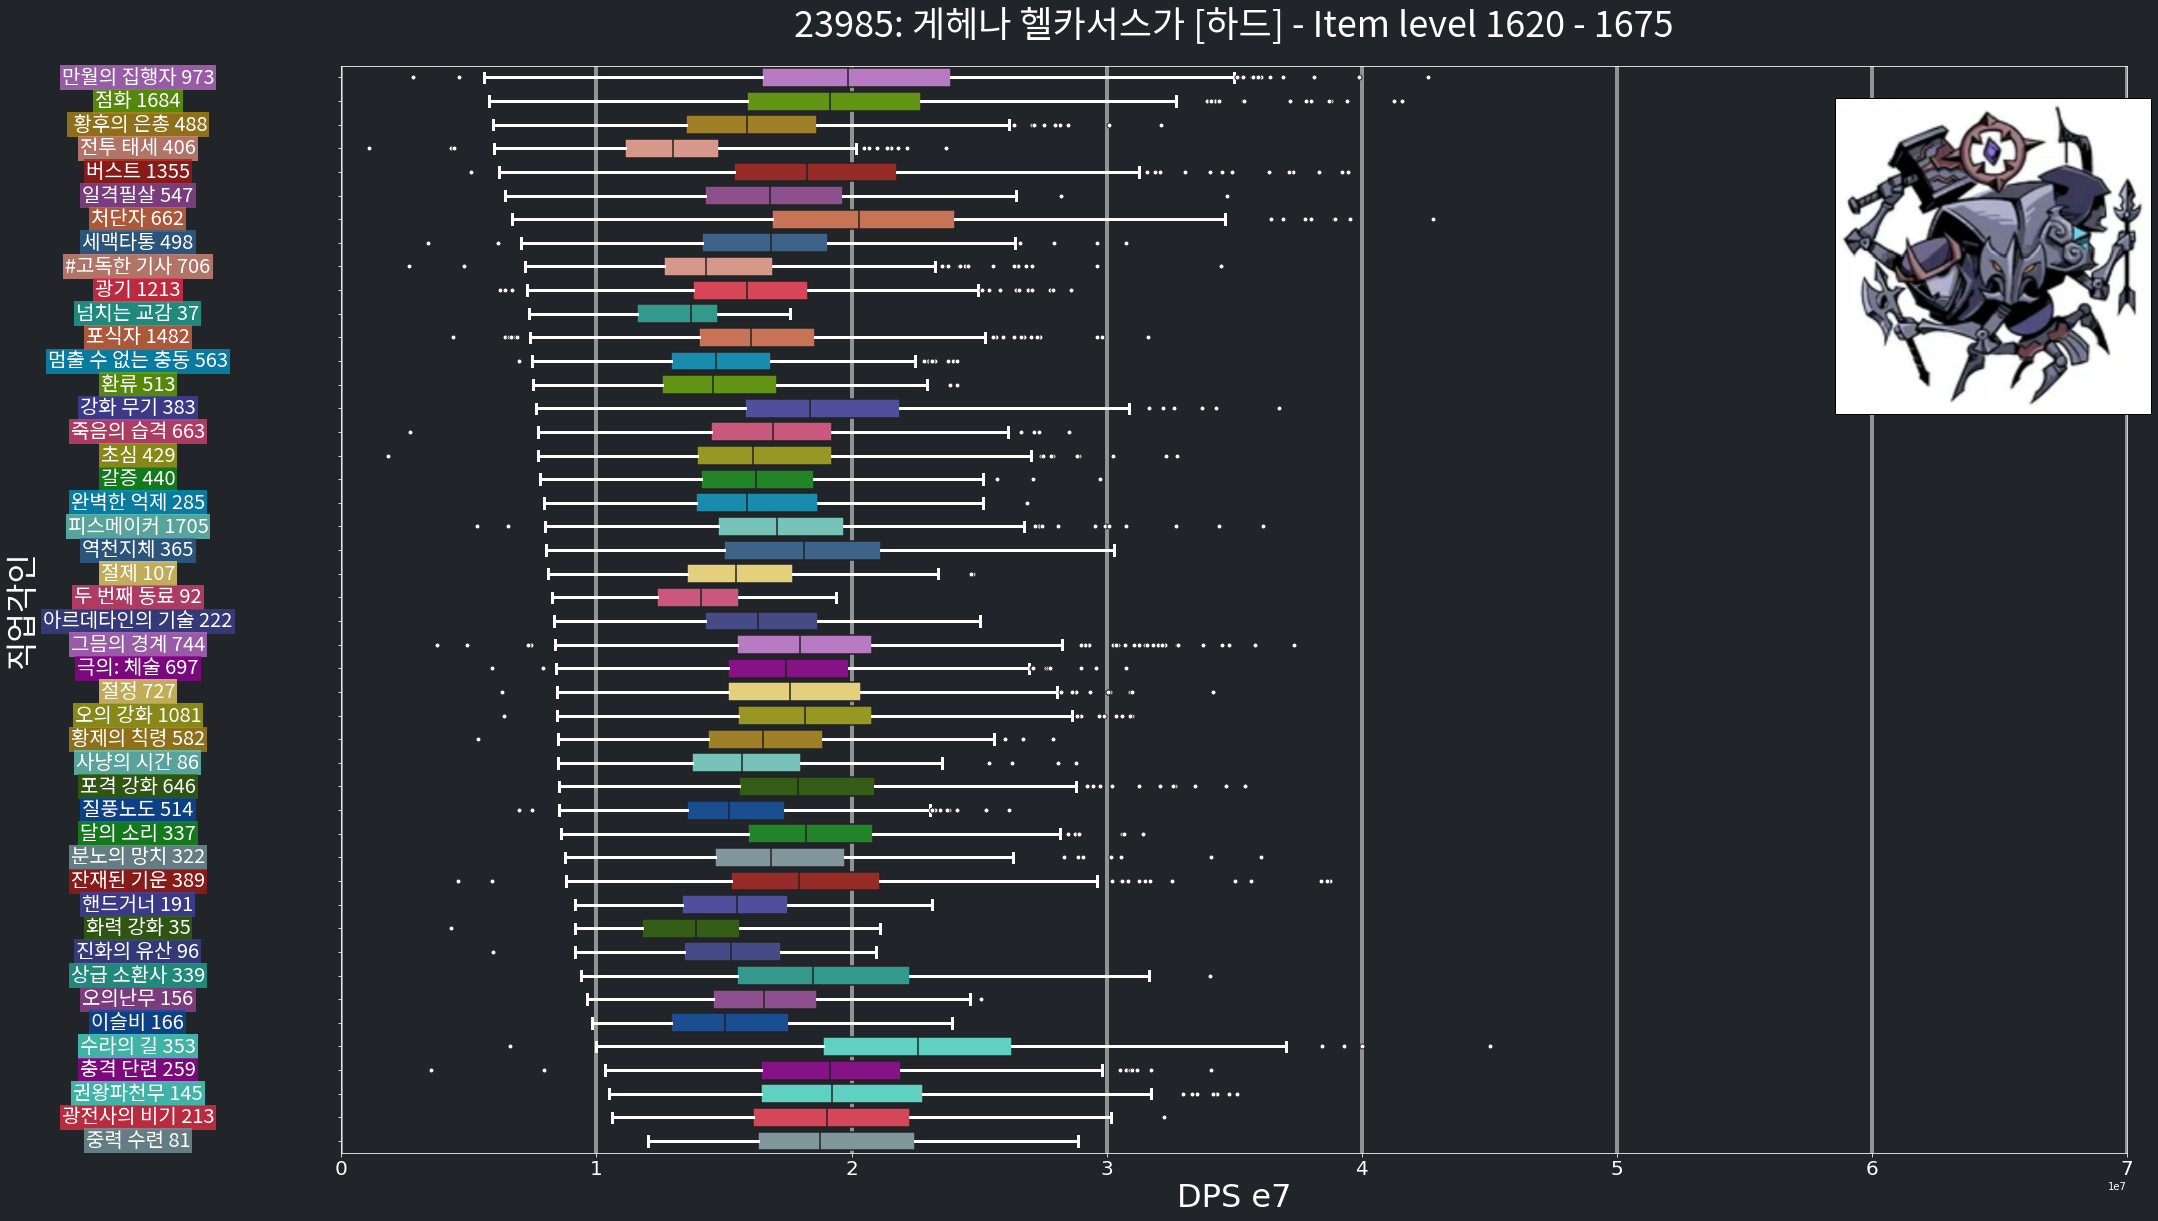 23985: 게헤나 헬카서스가 [하드] - Item level 1620 - 1675
만월의 집행자 973
점화 1684
황후의 은총 488
전투 태세 406
버스트 1355
일격필살 547
처단자 662
세맥타통 498
#고독한 기사 706
광기 1213
넘치는 교감 37
포식자 1482
멈출 수 없는 충동 563
환류 513
강화 무기 383
죽음의 습격 663
초심 429
갈증 440
완벽한 억제 285
피스메이커 1705
역천지체 365
절제 107
두 번째 동료 92
아르데타인의 기술 222
그믐의 경계 744
극의: 체술 697
절정 727
오의 강화 1081
황제의 칙령 582
사냥의 시간 86
포격 강화 646
질풍노도 514
달의 소리 337
분노의 망치 322
잔재된 기운 389
핸드거너 191
화력 강화 35
진화의 유산 96
상급 소환사 339
오의난무 156
이슬비 166
수라의 길 353
충격 단련 259
권왕파천무 145
광전사의 비기 213
중력 수련 81
직업각인
0 1 2 3 4 5 6 7
DPS e7
1e7